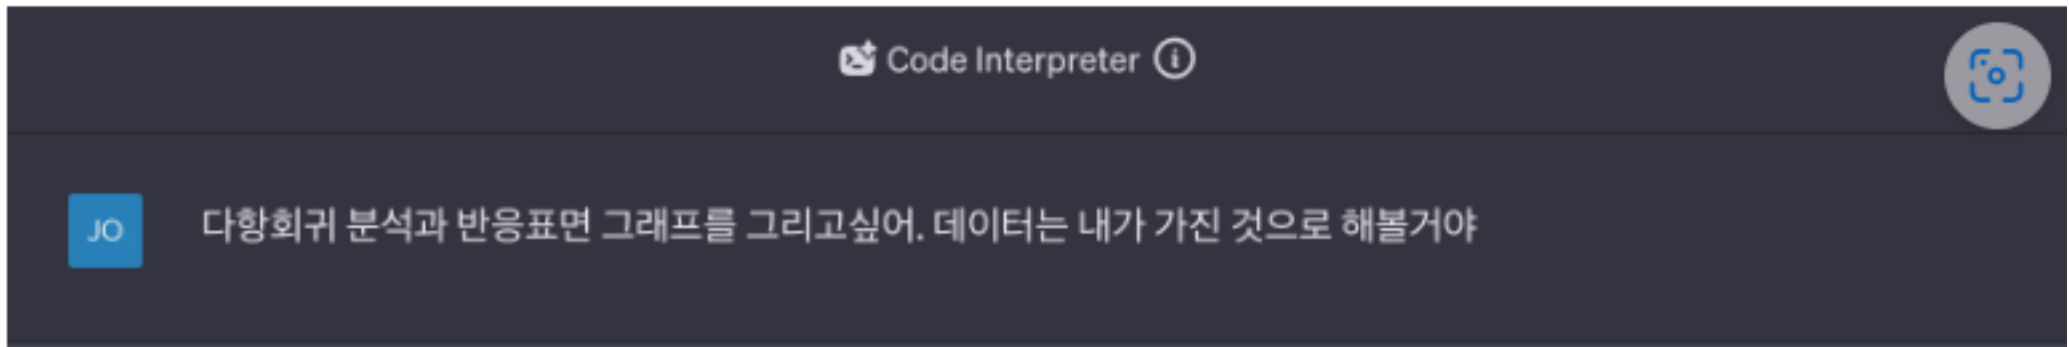 Code Interpreter
JO
다항회귀 분석과 반응표면 그래프를 그리고싶어. 데이터는 내가 가진 것으로 해볼거야